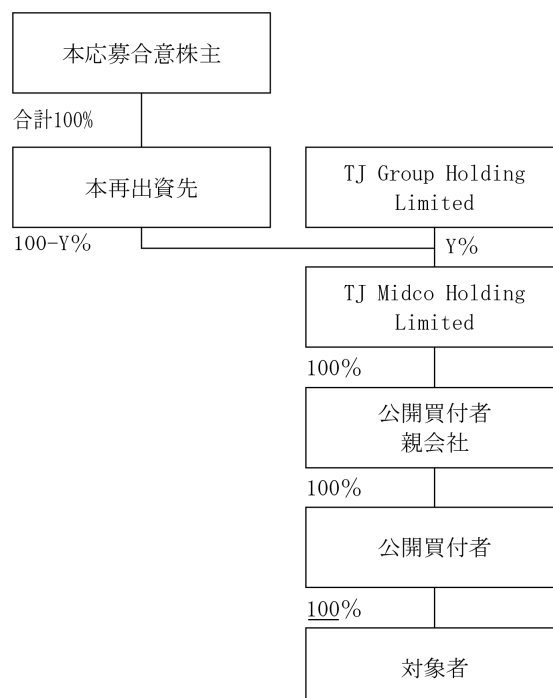 本応募合意株主
合計100%
本再出資先
TJ Group Holding
Limited
100-Y%
Y%
TJ Midco Holding
Limited
100%
公開買付者
親会社
100%
公開買付者
100%
対象者